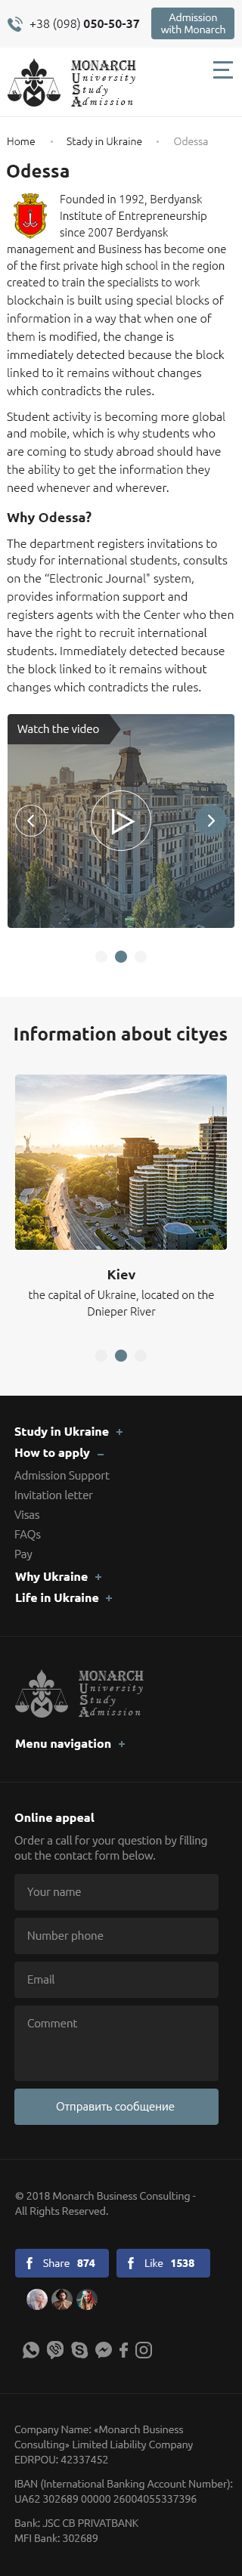 +38 (098) 050-50-37
Admission
with Monarch
MONARCH
University
Study
Admission
Home • Stady in Ukraine • Odessa
Odessa
Founded in 1992, Berdyansk
Institute of Entrepreneurship
since 2007 Berdyansk
management and Business has become one
of the first private high school in the region
created to train the specialists to work
blockchain is built using special blocks of
information in a way that when one of
them is modified, the change is
immediately detected because the block
linked to it remains without changes
which contradicts the rules.
Student activity is becoming more global
and mobile, which is why students who
are coming to study abroad should have
the ability to get the information they
need whenever and wherever.
Why Odessa?
The department registers invitations to
study for international students, consults
on the “Electronic Journal" system,
provides information support and
registers agents with the Center who then
have the right to recruit international
students. Immediately detected because
the block linked to it remains without
changes which contradicts the rules.
Watch the video
Information about cityes
Kiev
the capital of Ukraine, located on the
Dnieper River
Study in Ukraine +
How to apply –
Admission Support
Invitation letter
Visas
FAQs
Pay
Why Ukraine +
Life in Ukraine +
MONARCH
University
Study
Admission
Menu navigation +
Online appeal
Order a call for your question by filling
out the contact form below.
Your name
Number phone
Email
Comment
Отправить сообщение
© 2018 Monarch Business Consulting -
All Rights Reserved.
Share 874
Like 1538
Company Name: «Monarch Business
Consulting» Limited Liability Company
EDRPOU: 42337452
IBAN (International Banking Account Number):
UA62 302689 00000 26004055337396
Bank: JSC CB PRIVATBANK
MFI Bank: 302689